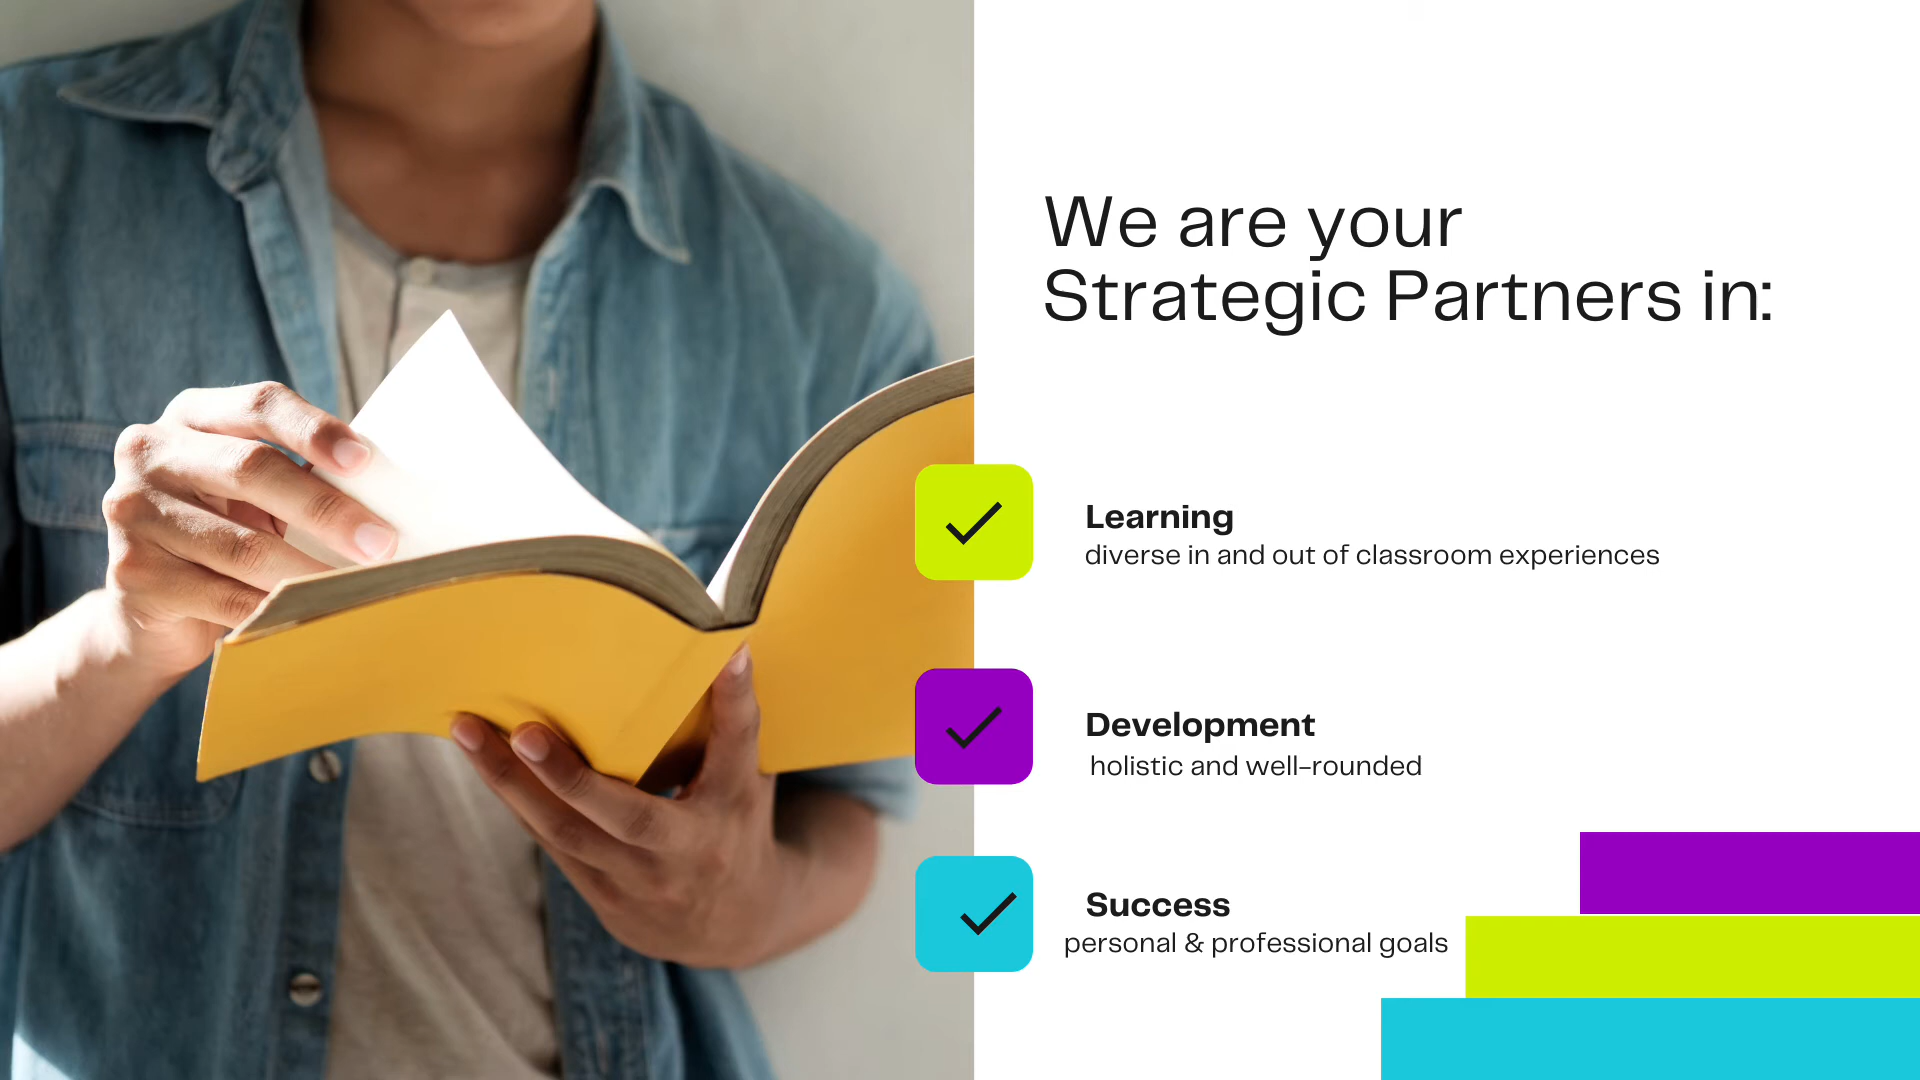 We are your
Strategic Partners in:
Learning
diverse in and out of classroom experiences
Development
holistic and well-rounded
Success
personal & professional goals